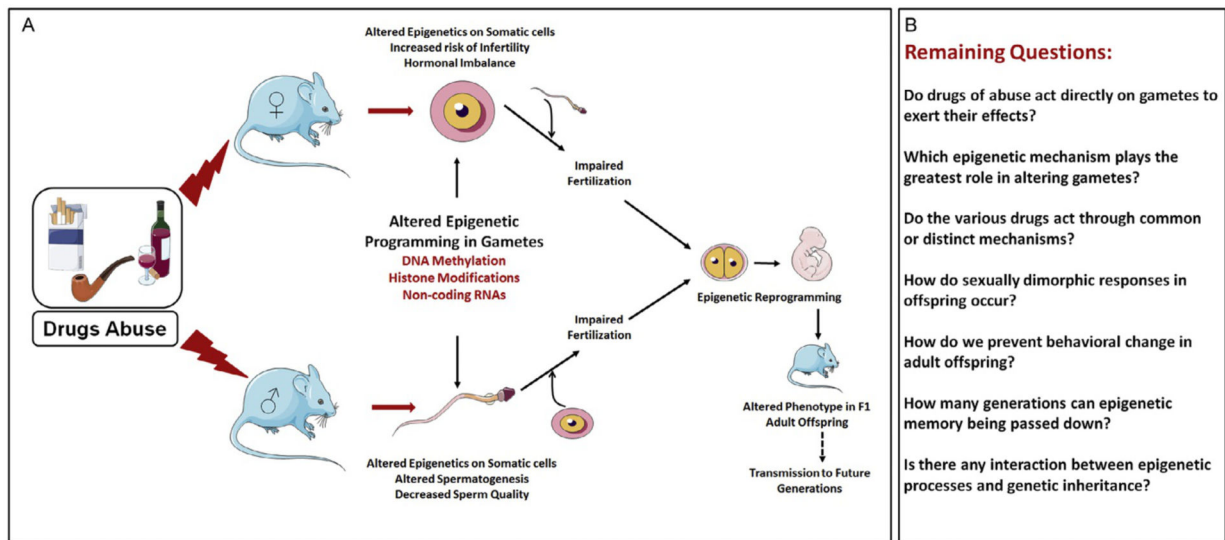 A
Altered Epigenetics on Somatic cells
Increased risk of Infertility
Hormonal Imbalance
♀
Impaired
Fertilization
Drugs Abuse
Altered Epigenetic
Programming in Gametes
DNA Methylation
Histone Modifications
Non-coding RNAs
Epigenetic Reprogramming
Impaired
Fertilization
♂
Altered Epigenetics on Somatic cells
Altered Spermatogenesis
Decreased Sperm Quality
Altered Phenotype in F1
Adult Offspring
Transmission to Future
Generations
B
Remaining Questions:
Do drugs of abuse act directly on gametes to
exert their effects?
Which epigenetic mechanism plays the
greatest role in altering gametes?
Do the various drugs act through common
or distinct mechanisms?
How do sexually dimorphic responses in
offspring occur?
How do we prevent behavioral change in
adult offspring?
How many generations can epigenetic
memory being passed down?
Is there any interaction between epigenetic
processes and genetic inheritance?